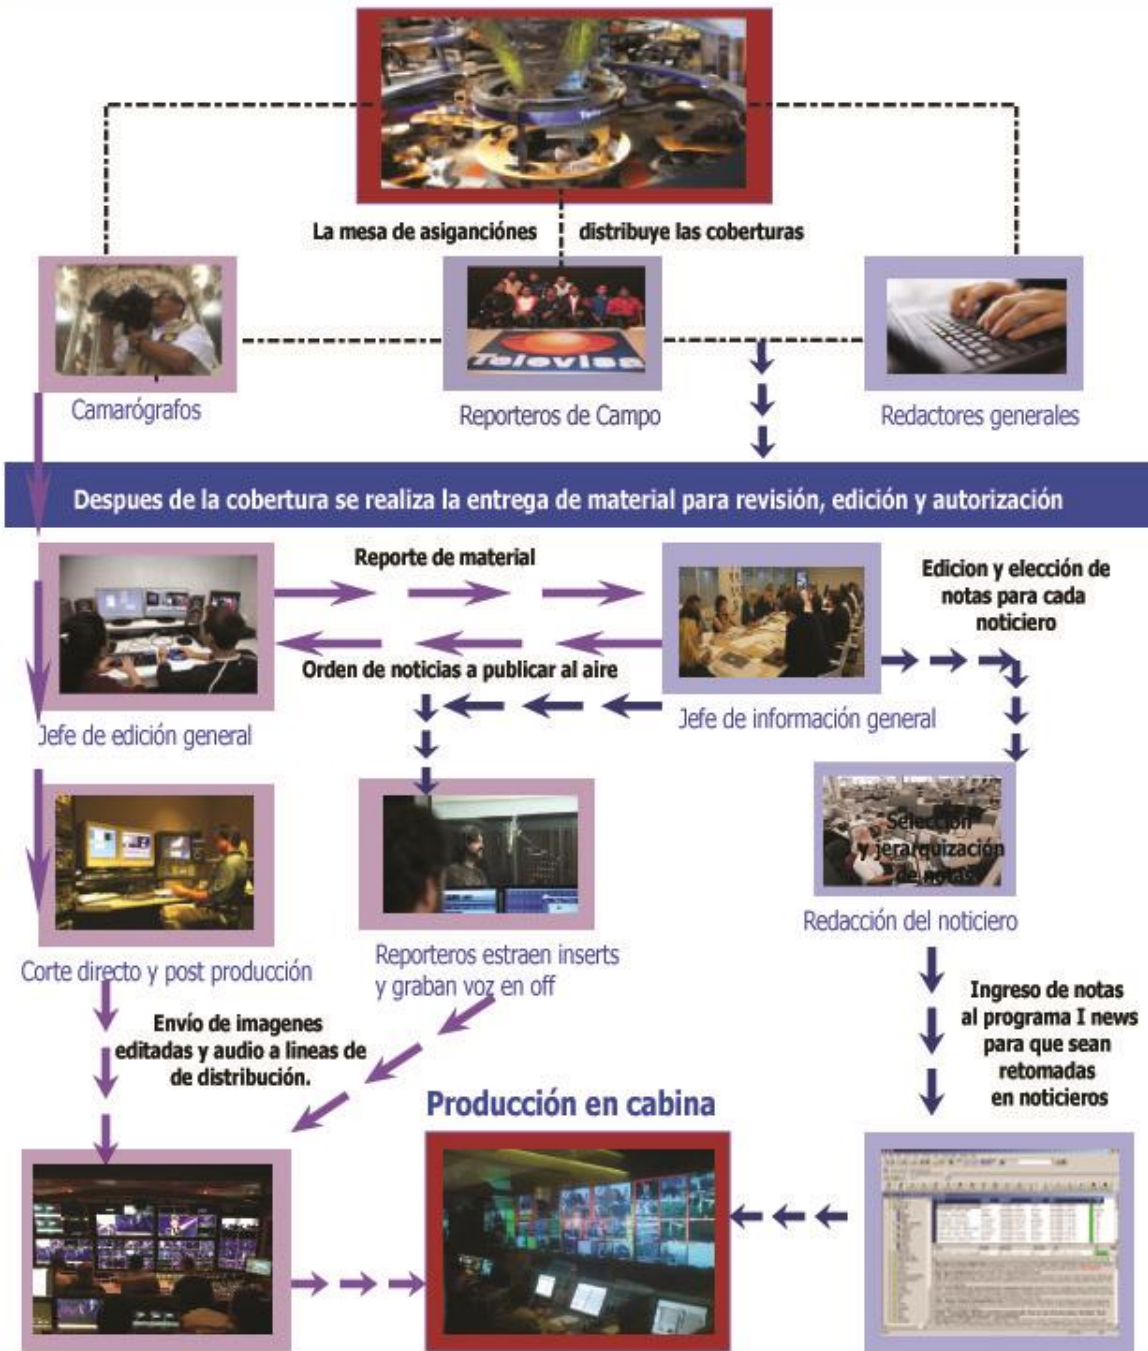 La mesa de asiganciónes distribuye las coberturas
Televisa
Camarógrafos
Reporteros de Campo
Redactores generales
Despues de la cobertura se realiza la entrega de material para revisión, edición y autorización
Reporte de material
Edicion y elección de
notas para cada
noticiero
Orden de noticias a publicar al aire
Jefe de edición general
Jefe de información general
Selección
y jerarquización
de notas
Redacción del noticiero
Corte directo y post producción
Reporteros estraen inserts
y graban voz en off
Envío de imagenes
editadas y audio a lineas de
de distribución.
Ingreso de notas
al programa I news
para que sean
retomadas
en noticieros
Producción en cabina